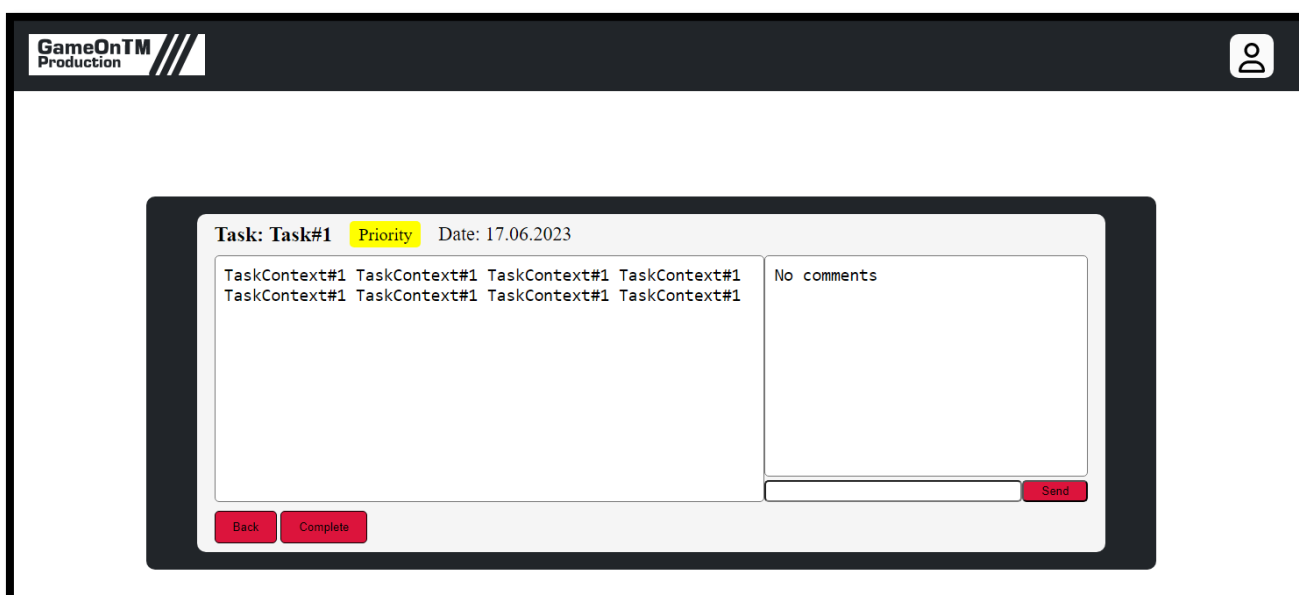 GameOnTM
Production
Task: Task#1 Priority Date: 17.06.2023
TaskContext#1 TaskContext#1 TaskContext#1 TaskContext#1
TaskContext#1 TaskContext#1 TaskContext#1 TaskContext#1
No comments
Send
Back Complete